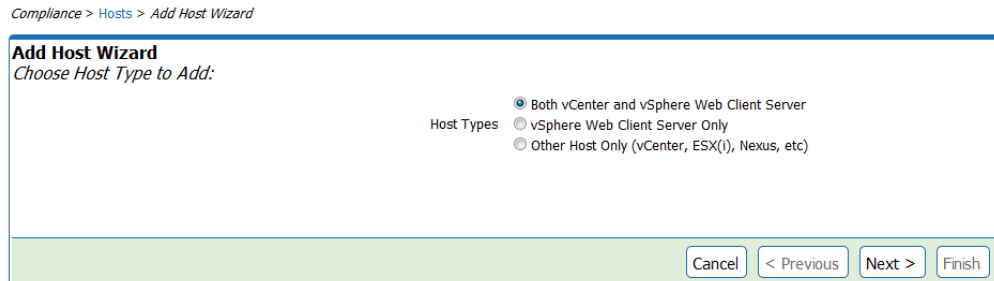 Compliance > Hosts > Add Host Wizard
Add Host Wizard
Choose Host Type to Add:
Host Types
Both vCenter and vSphere Web Client Server
vSphere Web Client Server Only
Other Host Only (vCenter, ESX(i), Nexus, etc)
Cancel < Previous Next > Finish